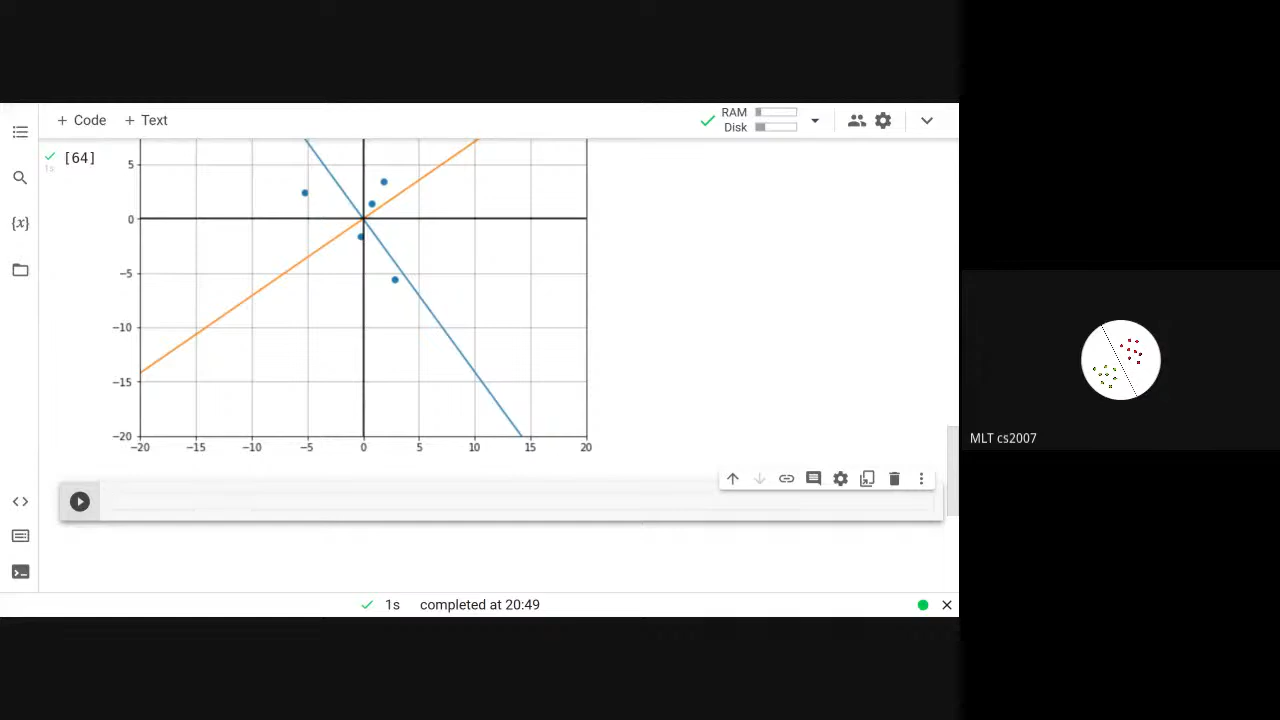 + Code + Text
RAM
Disk
[64]
1s
{x}
5
0
−5
−10
−15
−20
−20 −15 −10 −5 0 5 10 15 20
MLT cs2007
<>
1s completed at 20:49